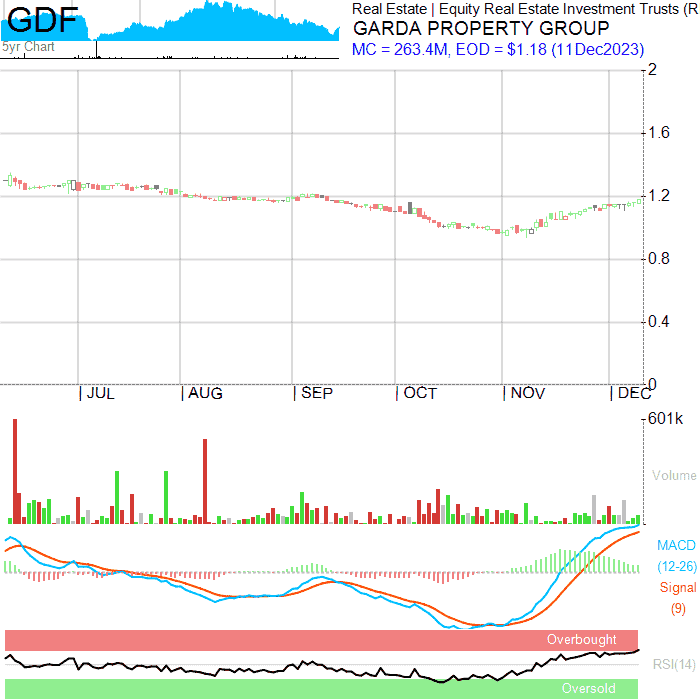 GDF
5yr Chart
Real Estate | Equity Real Estate Investment Trusts (R
GARDA PROPERTY GROUP
MC = 263.4M, EOD = $1.18 (11Dec2023)
2
1.6
1.2
0.8
0.4
0
| JUL | AUG | SEP | OCT | NOV | DEC
601k
Volume
MACD
(12-26)
Signal
(9)
Overbought
RSI(14)
Oversold